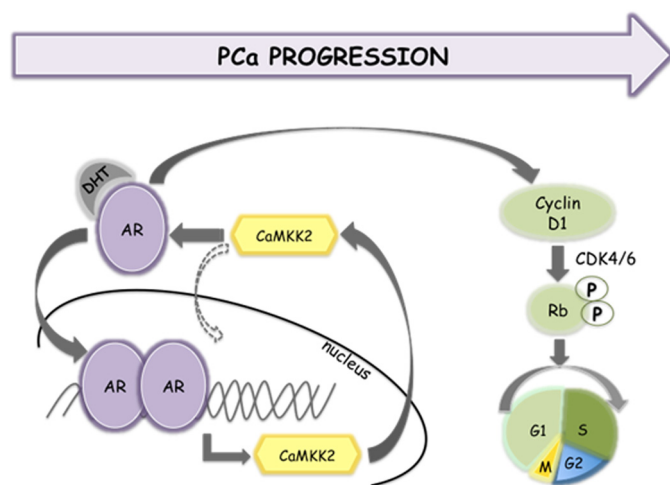 PCa PROGRESSION
DHT
AR
CaMKK2
Cyclin
D1
CDK4/6
Rb
P
P
nucleus
AR
AR
CaMKK2
G1
S
M
G2